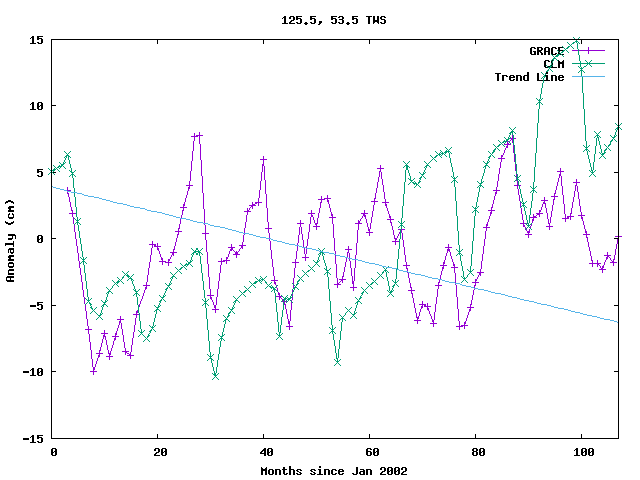 125.5, 53.5 TWS
15
10
5
0
-5
-10
-15
Anomaly (cm)
GRACE
CLM
Trend Line
0 20 40 60 80 100
Months since Jan 2002